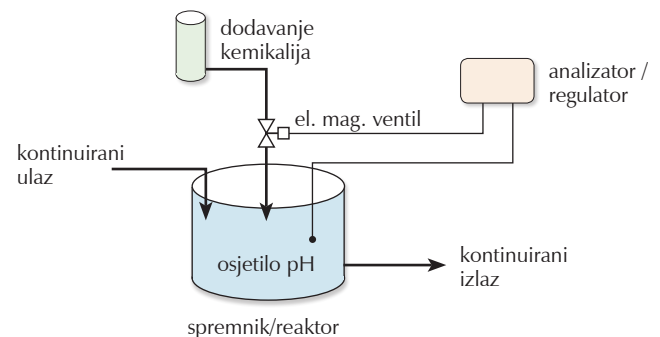 dodavanje
kemikalija
analizator /
regulator
el. mag. ventil
kontinuirani
ulaz
osjetilo pH
kontinuirani
izlaz
spremnik/reaktor